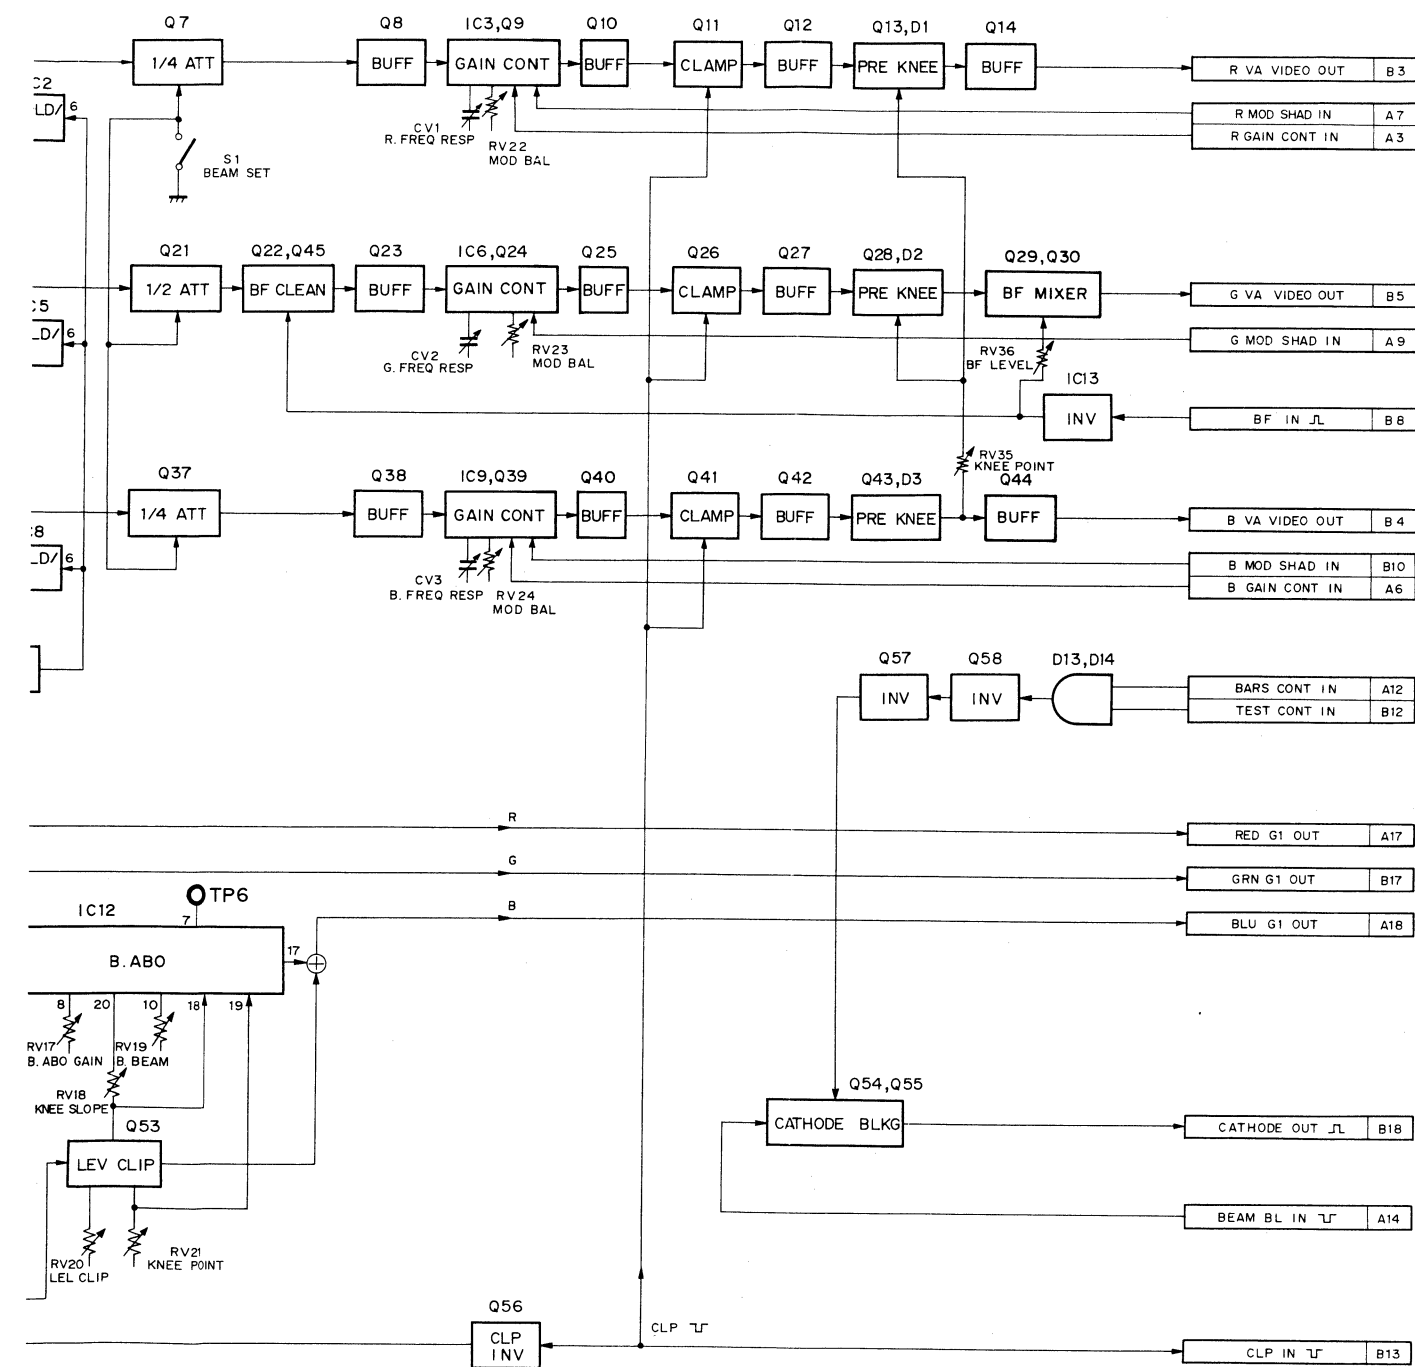 Q7 Q8 IC3,Q9 Q10 Q11 Q12 Q13,D1 Q14
1/4 ATT BUFF GAIN CONT BUFF CLAMP BUFF PRE KNEE BUFF R VA VIDEO OUT B3
C2
LD/ 6
R MOD SHAD IN A7
R GAIN CONT IN A3
CV1
R. FREQ RESP
RV22
MOD BAL
S1
BEAM SET
Q21 Q22,Q45 Q23 IC6,Q24 Q25 Q26 Q27 Q28,D2 Q29,Q30
1/2 ATT BF CLEAN BUFF GAIN CONT BUFF CLAMP BUFF PRE KNEE BF MIXER G VA VIDEO OUT B5
C5
LD/ 6
G MOD SHAD IN A9
CV2
G. FREQ RESP
RV23
MOD BAL
RV36
BF LEVEL
IC13
INV BF IN B8
RV35
KNEE POINT
Q37 Q38 IC9,Q39 Q40 Q41 Q42 Q43,D3 Q44
1/4 ATT BUFF GAIN CONT BUFF CLAMP BUFF PRE KNEE BUFF B VA VIDEO OUT B4
C8
LD/ 6
B MOD SHAD IN B10
B GAIN CONT IN A6
CV3
B. FREQ RESP
RV24
MOD BAL
Q57 Q58 D13,D14
INV INV
BARS CONT IN A12
TEST CONT IN B12
R RED G1 OUT A17
G GRN G1 OUT B17
TP6
IC12
7
B BLU G1 OUT A18
B.ABO 17
8 20 10 18 19
RV17
B.ABO GAIN
RV19
B. BEAM
RV18
KNEE SLOPE
Q53
LEV CLIP
Q54,Q55
CATHODE BLKG CATHODE OUT B18
BEAM BL IN A14
RV20
LEL CLIP
RV21
KNEE POINT
Q56
CLP
INV
CLP
CLP IN B13